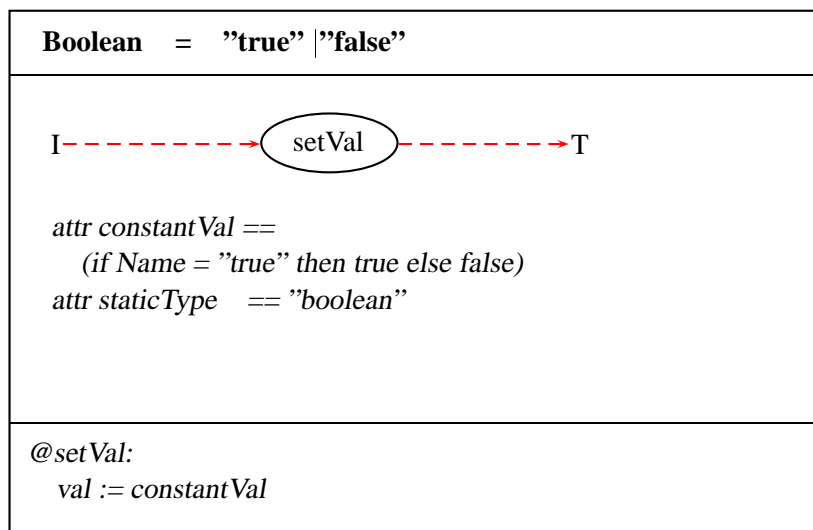 Boolean = ”true” |”false”
I setVal T
attr constantVal ==
(if Name = ”true” then true else false)
attr staticType == ”boolean”
@setVal:
val := constantVal